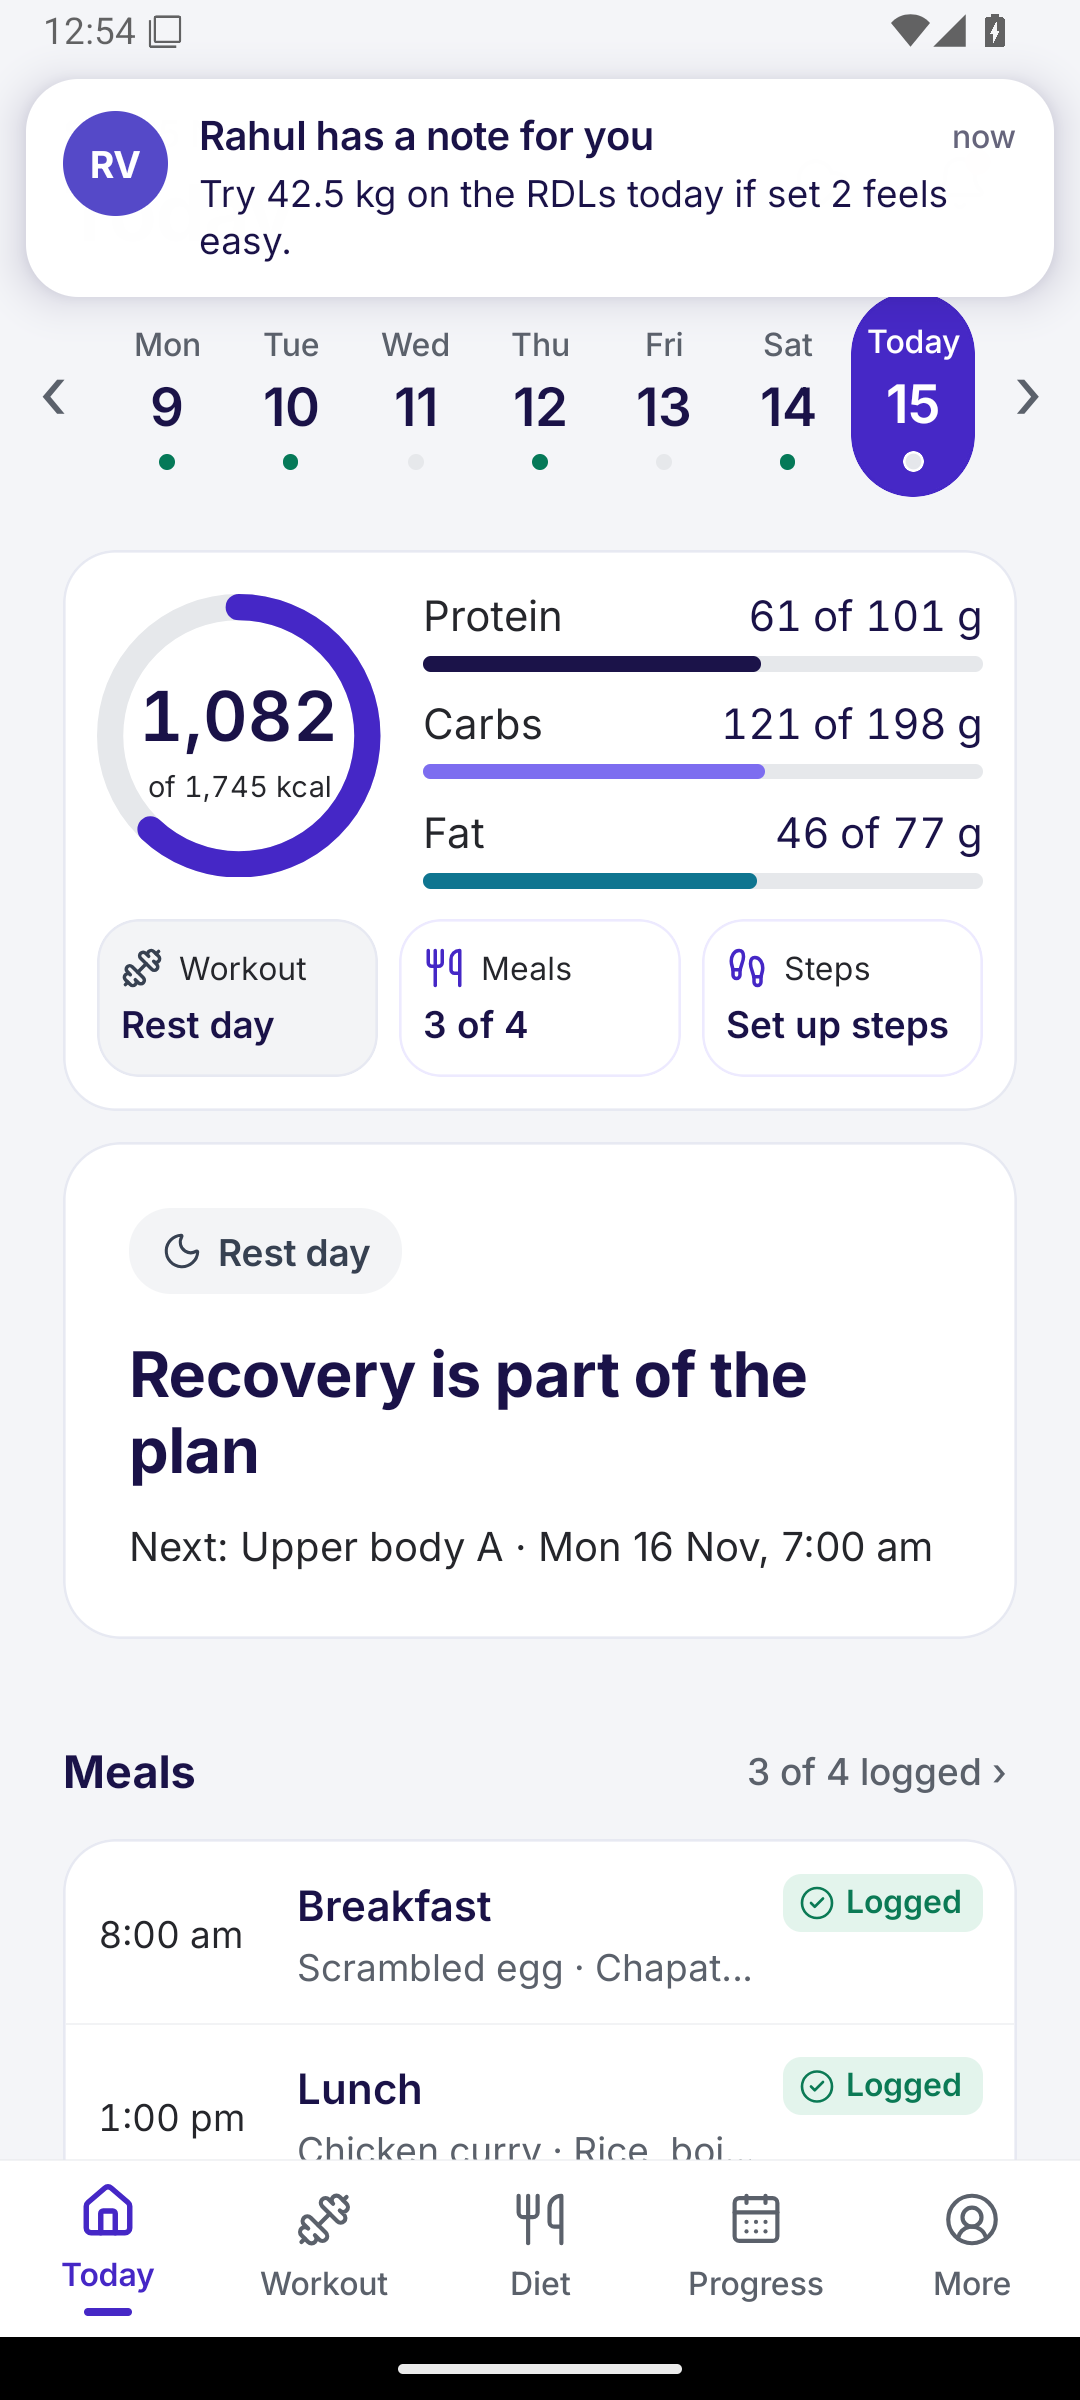 12:54
RV
Rahul has a note for you
now
Try 42.5 kg on the RDLs today if set 2 feels
easy.
Mon
Tue
Wed
Thu
Fri
Sat
Today
‹
9
10
11
12
13
14
15
›
1,082
of 1,745 kcal
Protein
61 of 101 g
Carbs
121 of 198 g
Fat
46 of 77 g
Workout
Rest day
Meals
3 of 4
Steps
Set up steps
Rest day
Recovery is part of the
plan
Next: Upper body A · Mon 16 Nov, 7:00 am
Meals
3 of 4 logged ›
8:00 am
Breakfast
Scrambled egg · Chapat...
Logged
1:00 pm
Lunch
Chicken curry · Rice, boi...
Logged
Today
Workout
Diet
Progress
More